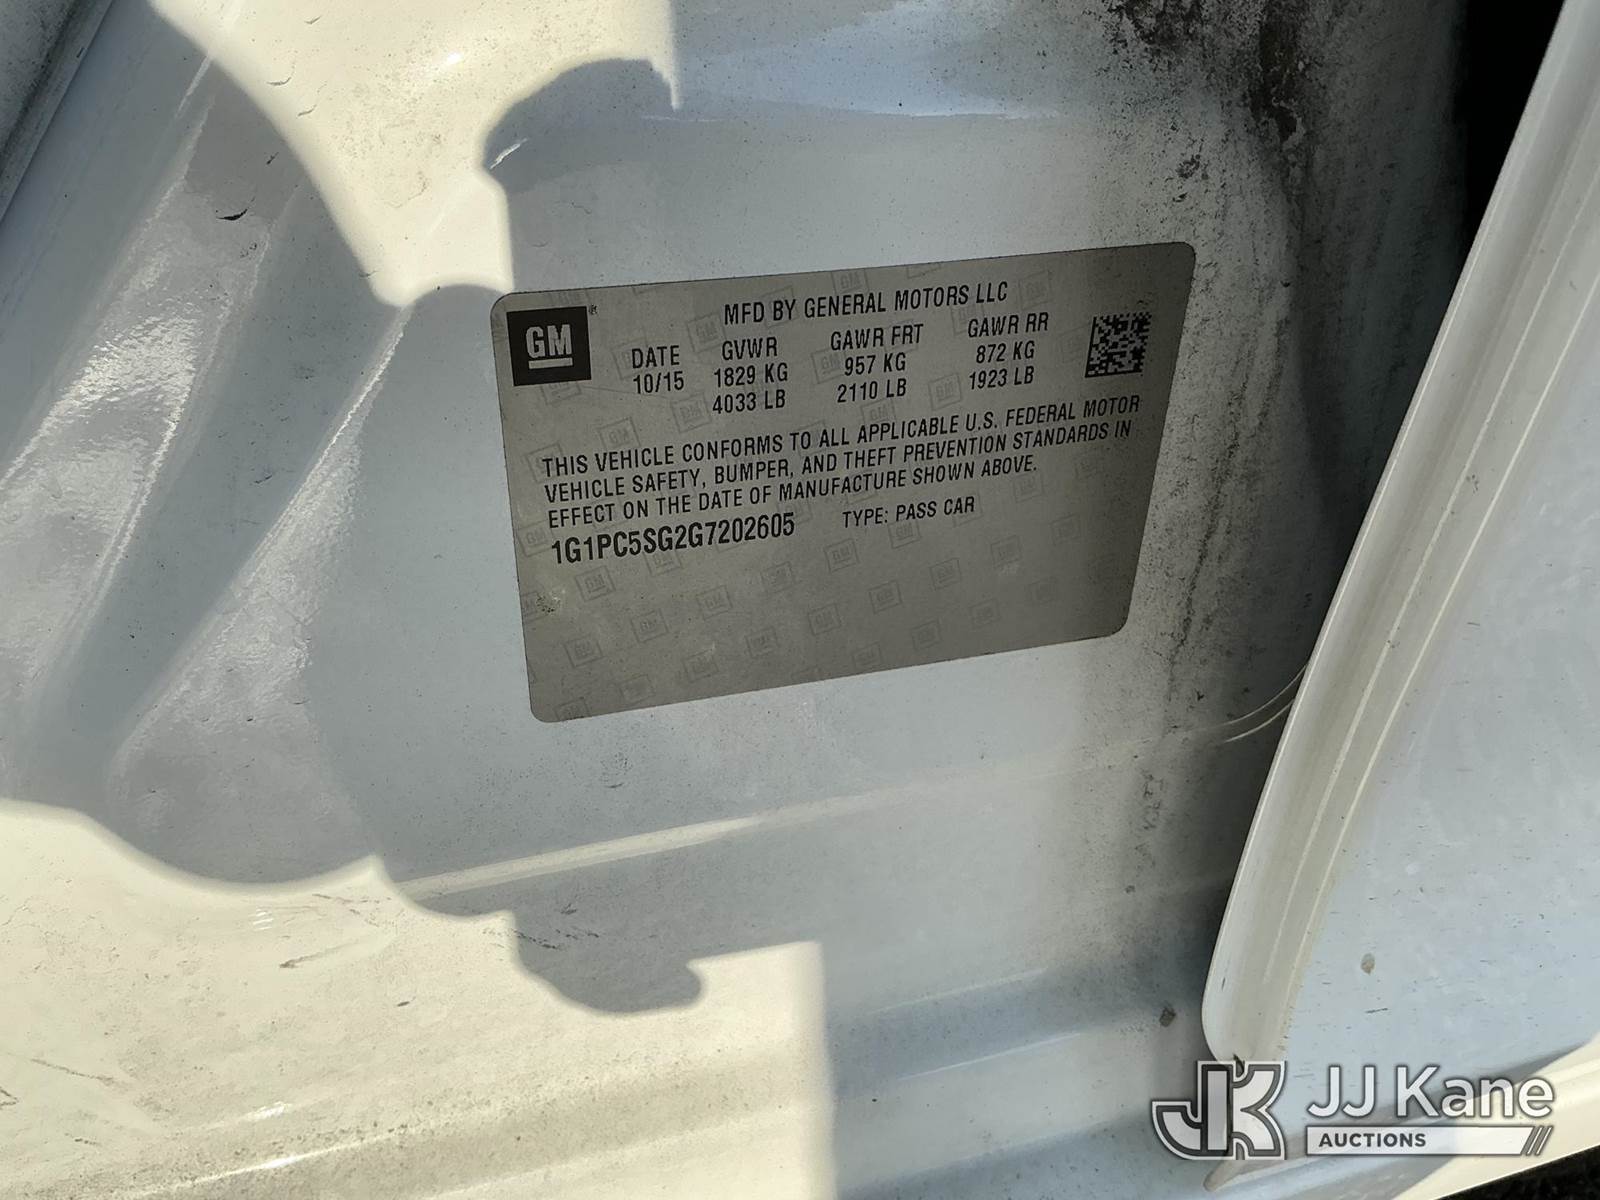 GM
MFD BY GENERAL MOTORS LLC
DATE GVWR GAWR FRT GAWR RR
10/15 1829 KG 957 KG 872 KG
4033 LB 2110 LB 1923 LB
THIS VEHICLE CONFORMS TO ALL APPLICABLE U.S. FEDERAL MOTOR
VEHICLE SAFETY, BUMPER, AND THEFT PREVENTION STANDARDS IN
EFFECT ON THE DATE OF MANUFACTURE SHOWN ABOVE.
1G1PC5SG2G7202605 TYPE: PASS CAR
JK JJ Kane
AUCTIONS